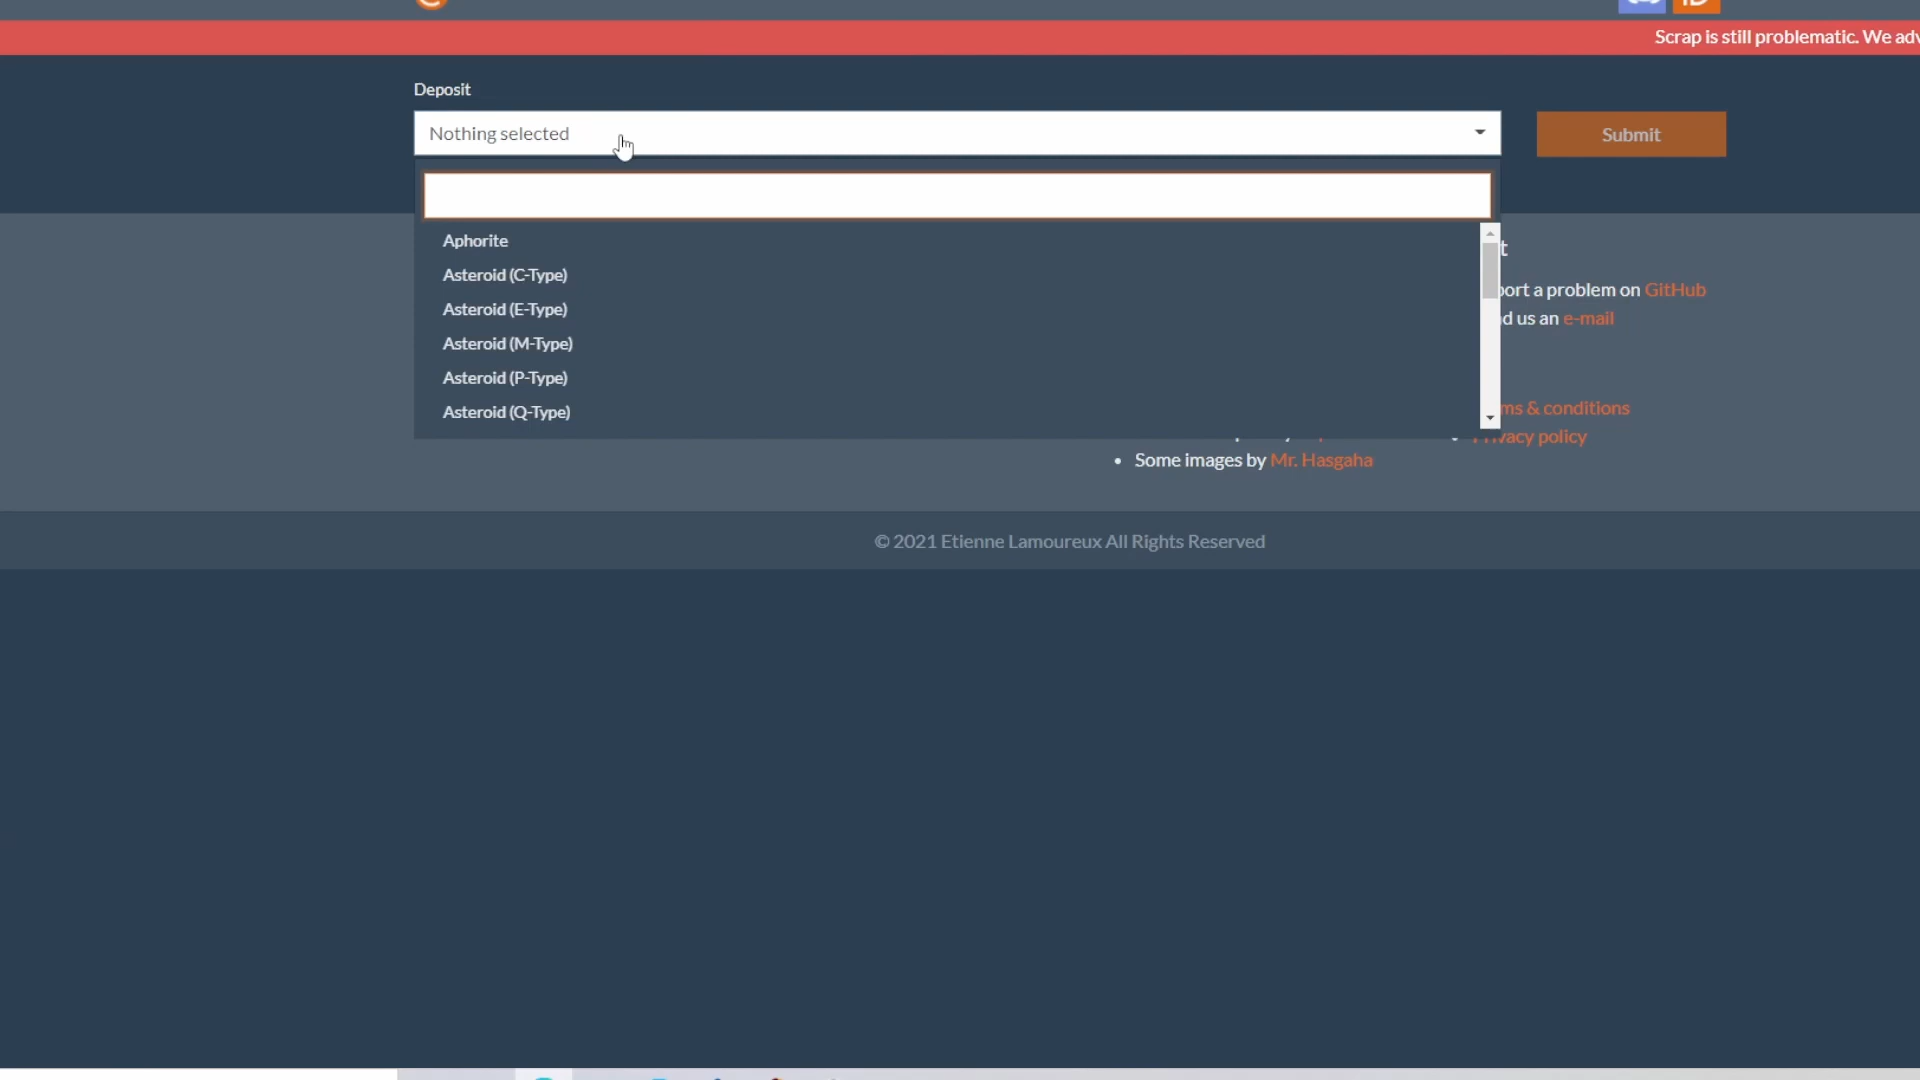 Scrap is still problematic. We adv
Deposit
Nothing selected
Submit
Aphorite
Asteroid (C-Type)
Asteroid (E-Type)
Asteroid (M-Type)
Asteroid (P-Type)
Asteroid (Q-Type)
t
port a problem on GitHub
d us an e-mail
ms & conditions
Privacy policy
• Some images by Mr. Hasgaha
© 2021 Etienne Lamoureux All Rights Reserved